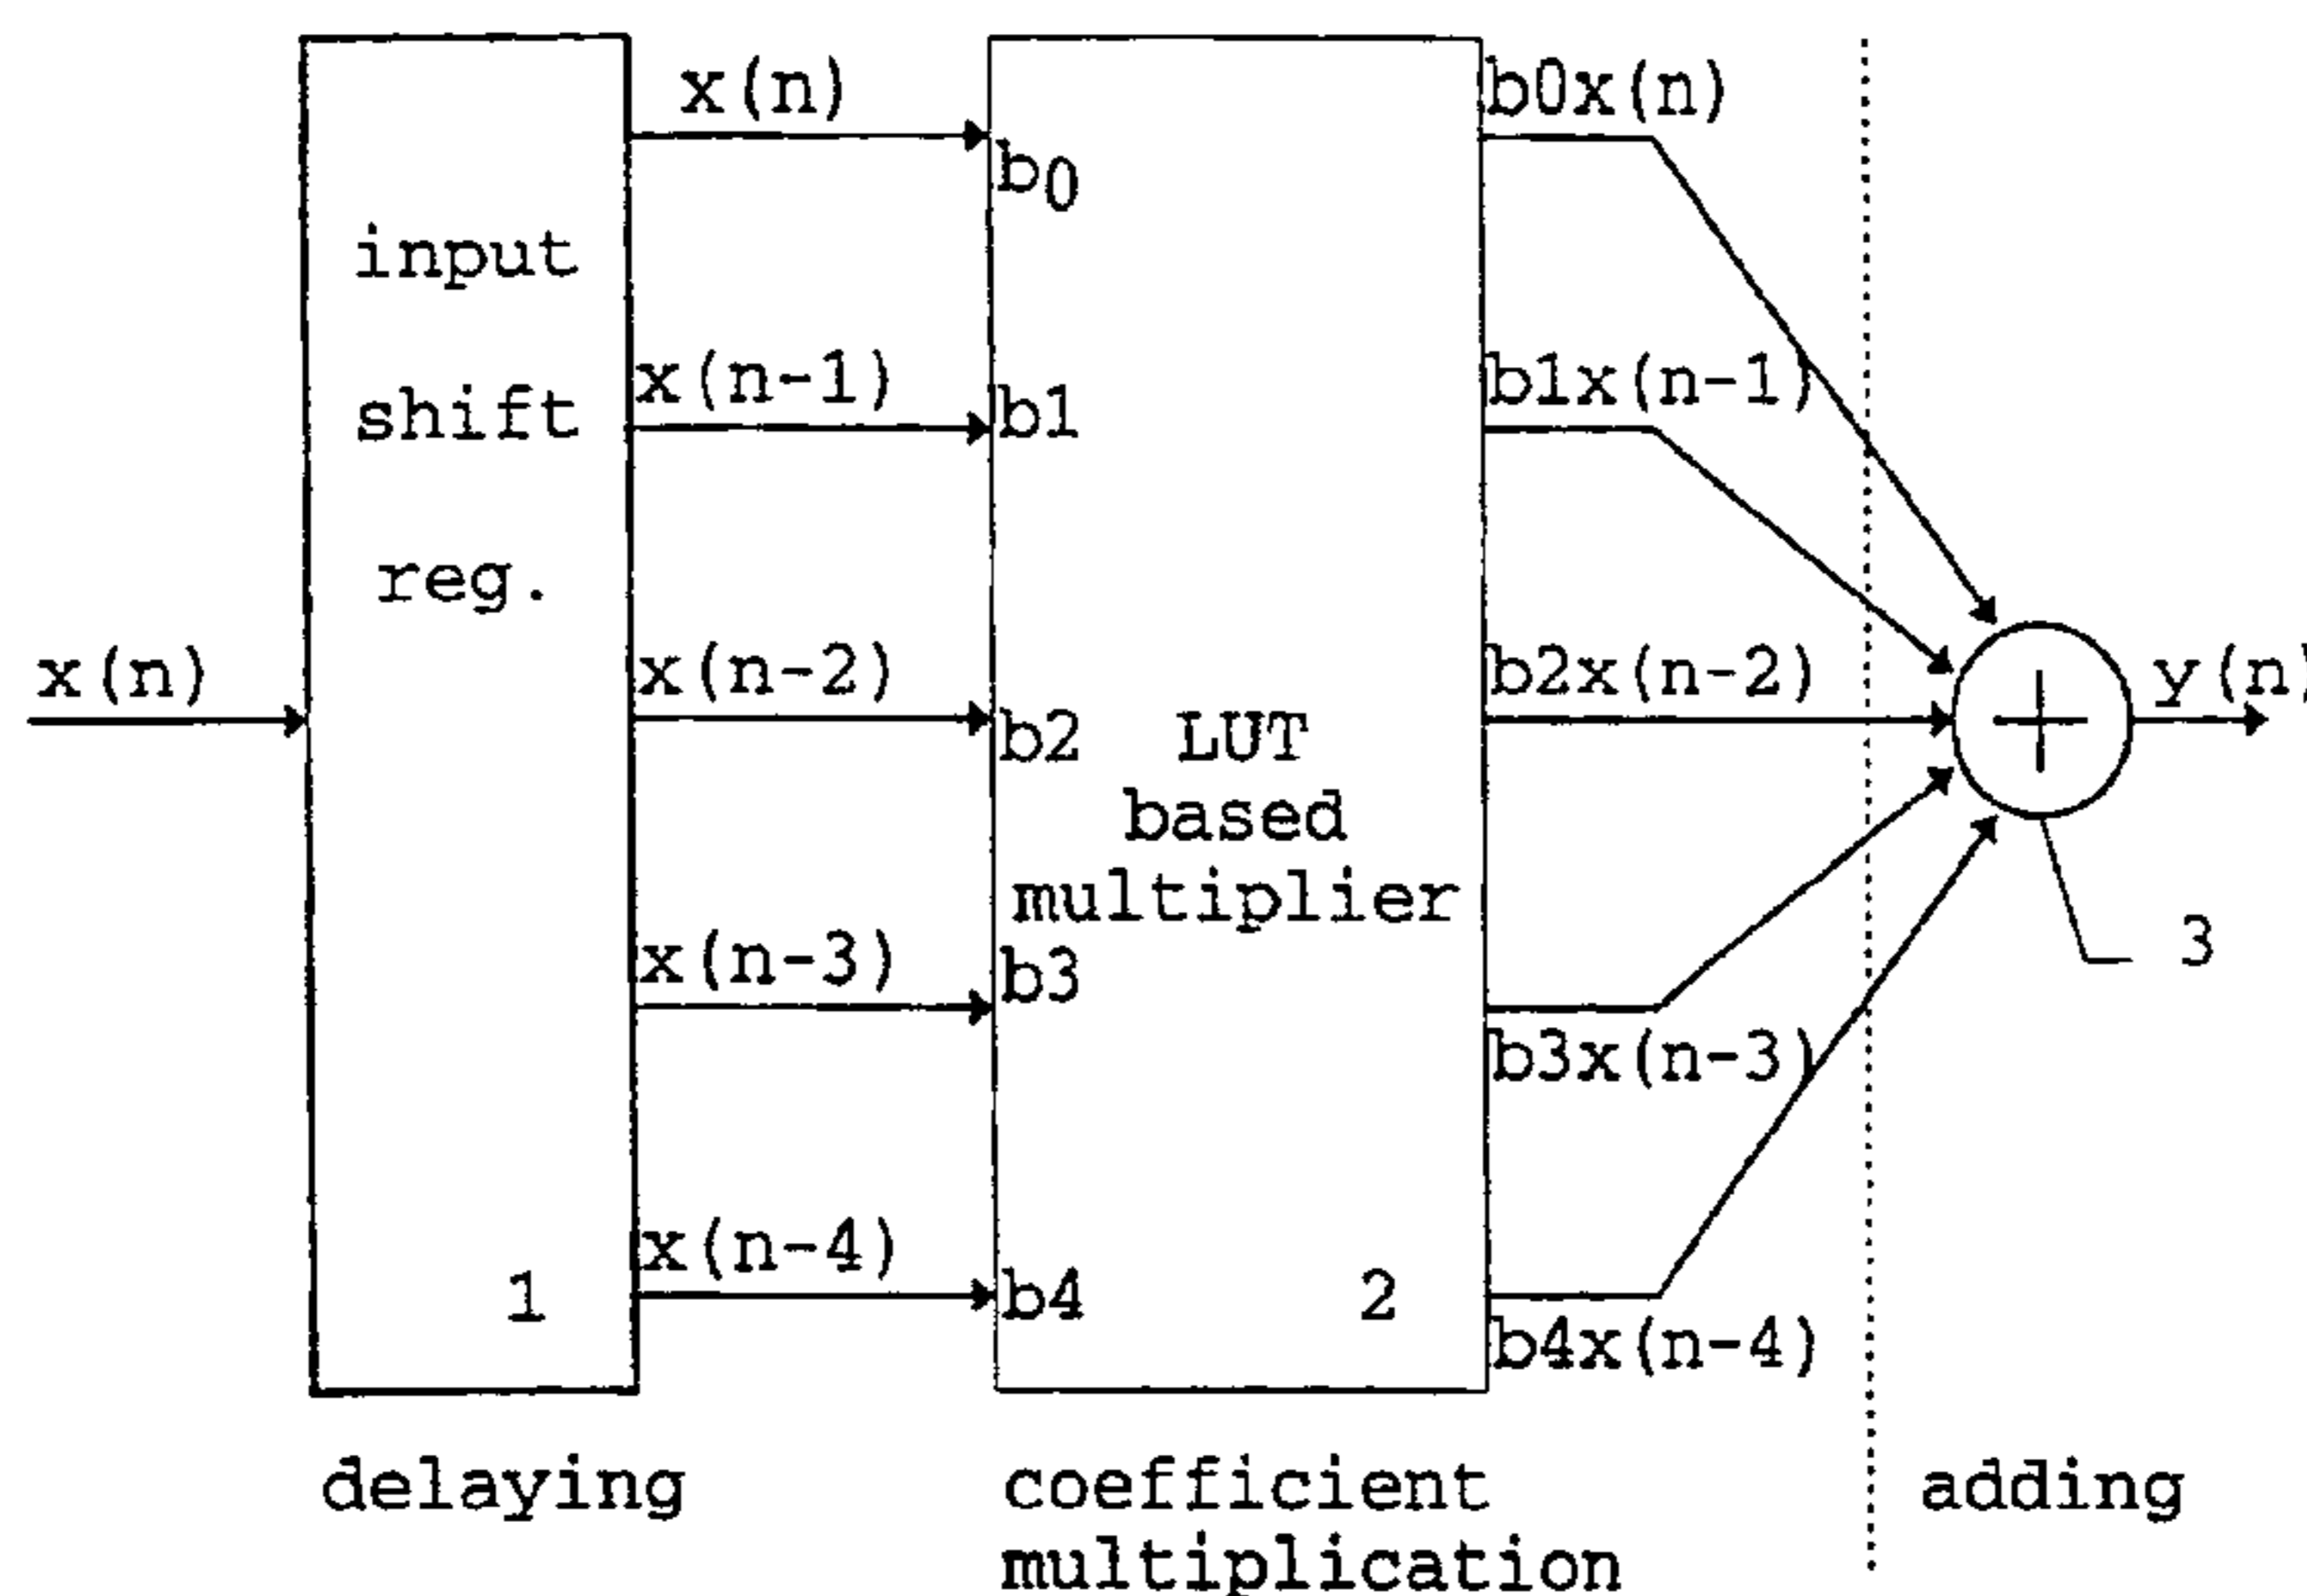 x(n)
b0x(n)
b0
input
x(n-1)
b1x(n-1)
shift
b1
reg.
x(n)
x(n-2)
b2x(n-2)
y(n)
b2
LUT
based
multiplier
x(n-3)
b3
3
b3x(n-3)
x(n-4)
1
b4
2
b4x(n-4)
delaying
coefficient
multiplication
adding